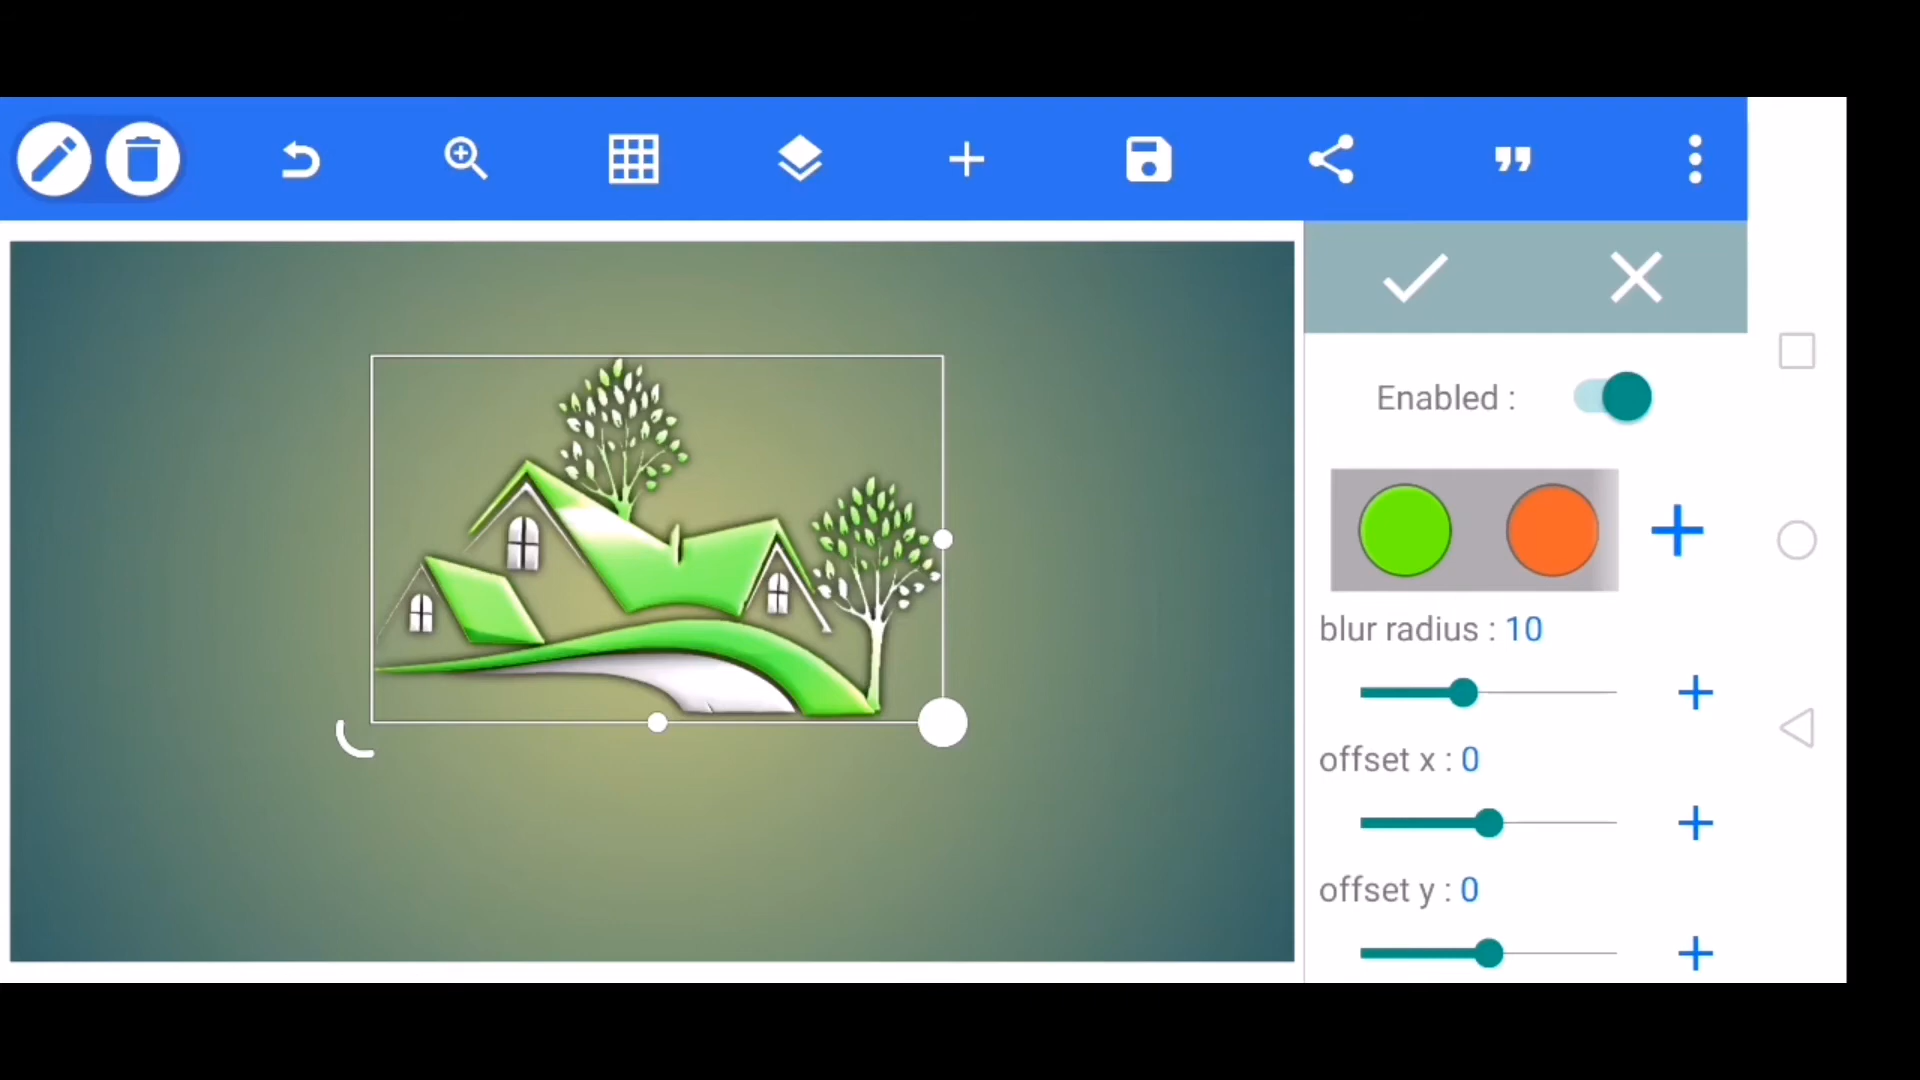 Enabled :
blur radius : 10
offset x : 0
offset y : 0